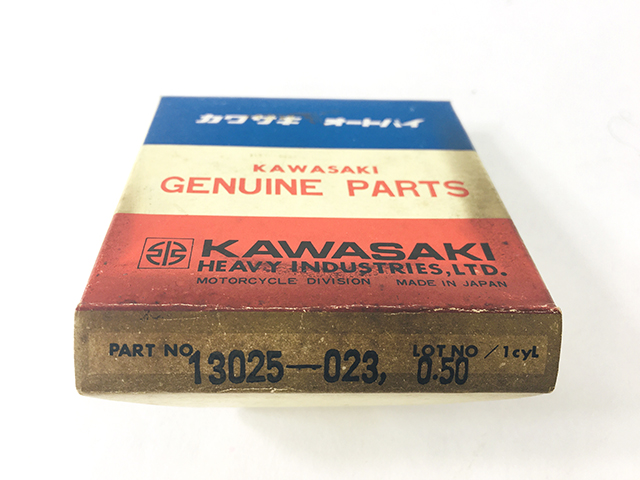 カワサキ オートバイ
KAWASAKI
GENUINE PARTS
KAWASAKI
HEAVY INDUSTRIES, LTD.
MOTORCYCLE DIVISION MADE IN JAPAN
PART NO. LOT NO / 1cyL
13025-023, 0.50